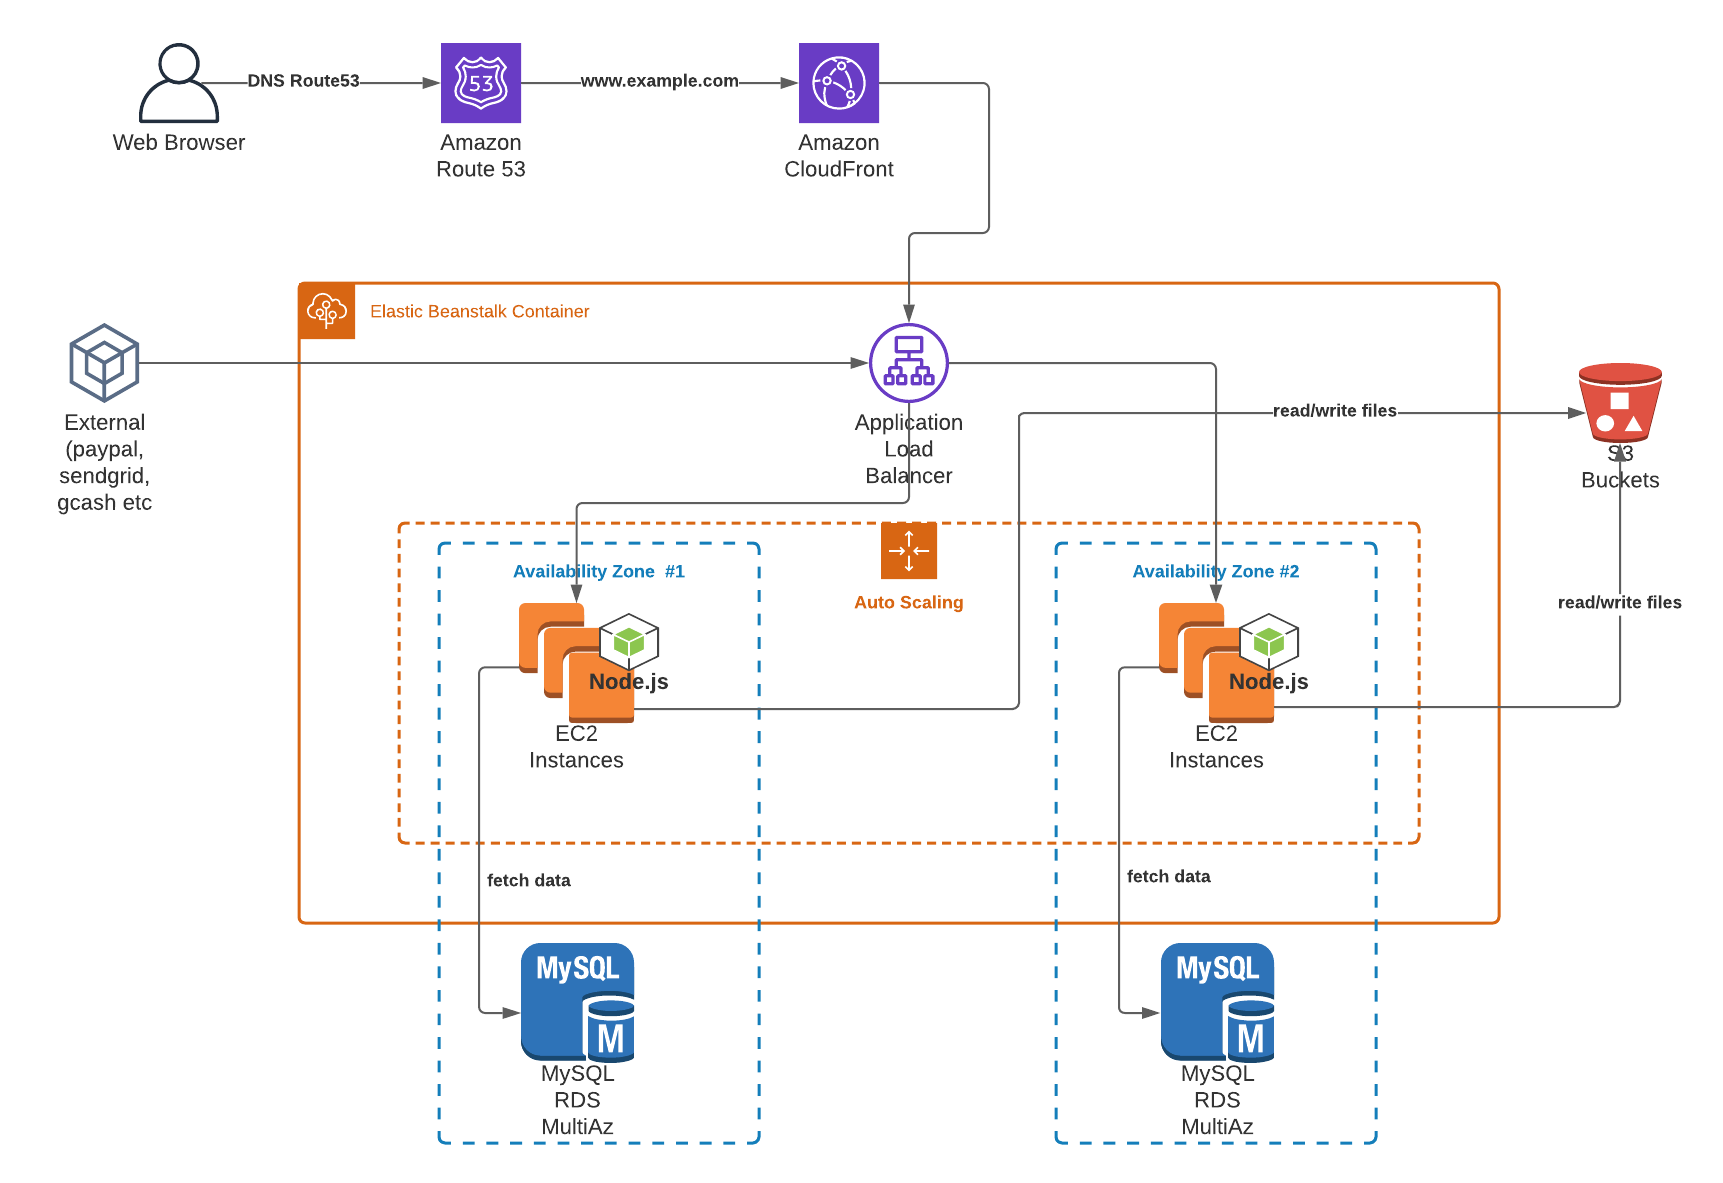 DNS Route53
53
www.example.com
Web Browser
Amazon
Route 53
Amazon
CloudFront
Elastic Beanstalk Container
External
(paypal,
sendgrid,
gcash etc
Application
Load
Balancer
read/write files
S3
Buckets
Availability Zone #1
Auto Scaling
Availability Zone #2
read/write files
Node.js
EC2
Instances
Node.js
EC2
Instances
fetch data
fetch data
MySQL
M
MySQL
RDS
MultiAz
MySQL
M
MySQL
RDS
MultiAz